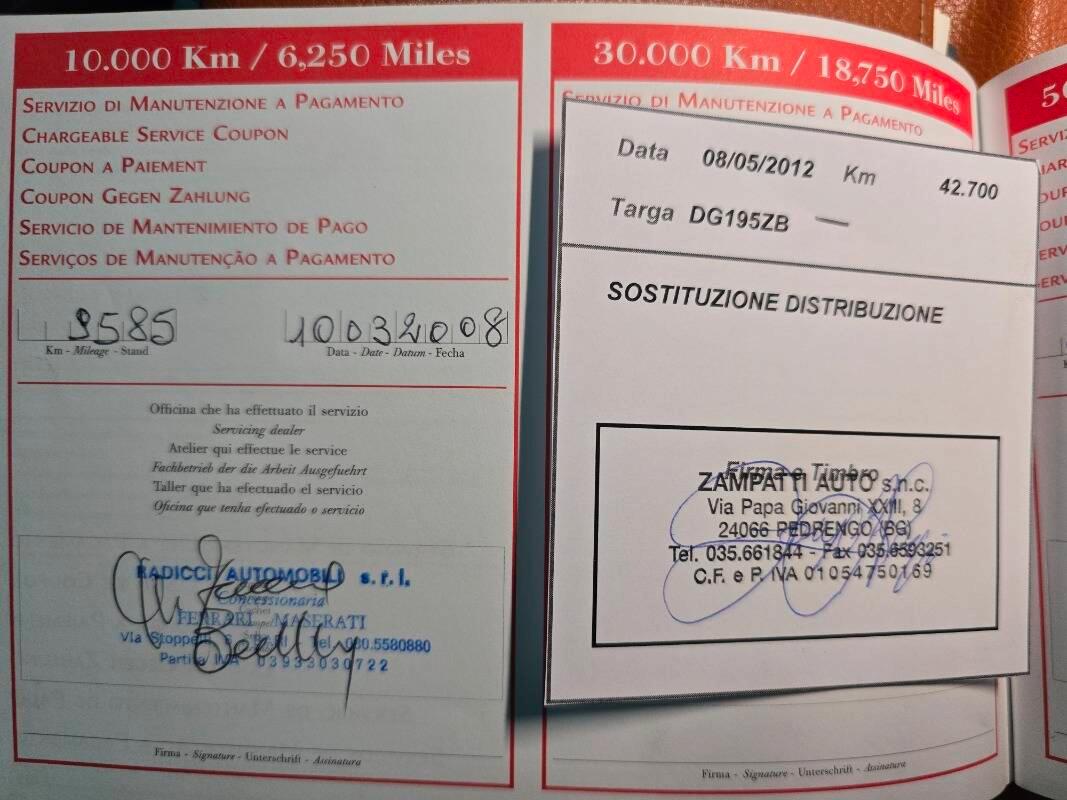 10.000 Km / 6,250 Miles
SERVIZIO DI MANUTENZIONE A PAGAMENTO
CHARGEABLE SERVICE COUPON
COUPON A PAIEMENT
COUPON GEGEN ZAHLUNG
SERVICIO DE MANTENIMIENTO DE PAGO
SERVIÇOS DE MANUTENÇÃO A PAGAMENTO
9585
10032008
Km - Mileage - Stand
Data - Date - Datum - Fecha
Officina che ha effettuato il servizio
Servicing dealer
Atelier qui effectue le service
Fachbetrieb der die Arbeit Ausgefuehrt
Taller que ha efectuado el servicio
Oficina que tenha efectuado o servicio
RADICCI AUTOMOBILI s.r.l.
Concessionaria
FERRARI MASERATI
Via BARI Tel. 080.5580880
Partita IVA 03933030722
Firma - Signature - Unterschrift - Assinatura
30.000 Km / 18,750 Miles
SERVIZIO DI MANUTENZIONE A PAGAMENTO
Data 08/05/2012 Km 42.700
Targa DG195ZB
SOSTITUZIONE DISTRIBUZIONE
Firma e Timbro
ZAMPATTI AUTO s.n.c.
Via Papa Giovanni XXIII, 8
24066 PEDRENGO (BG)
Tel. 035.661844 - Fax 035.6593251
C.F. e P. IVA 01054750169
Firma - Signature - Unterschrift - Assinatura